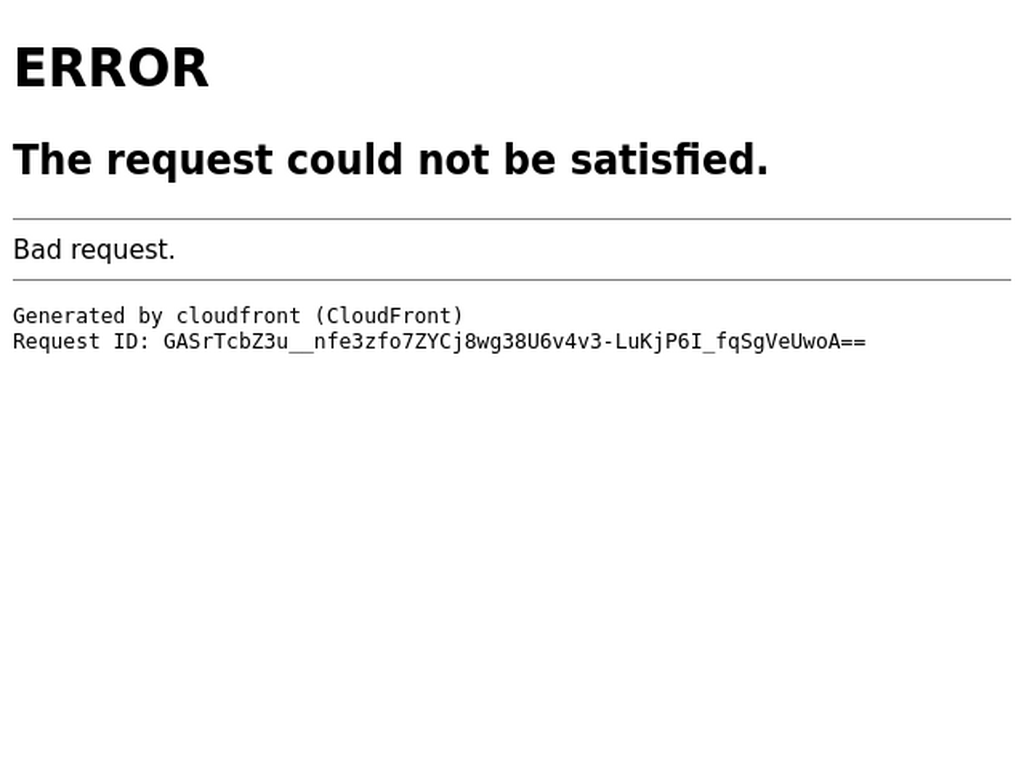 ERROR
The request could not be satisfied.
Bad request.
Generated by cloudfront (CloudFront)
Request ID: GASrTcbZ3u__nfe3zfo7ZYCj8wg38U6v4v3-LuKjP6I_fqSgVeUwoA==